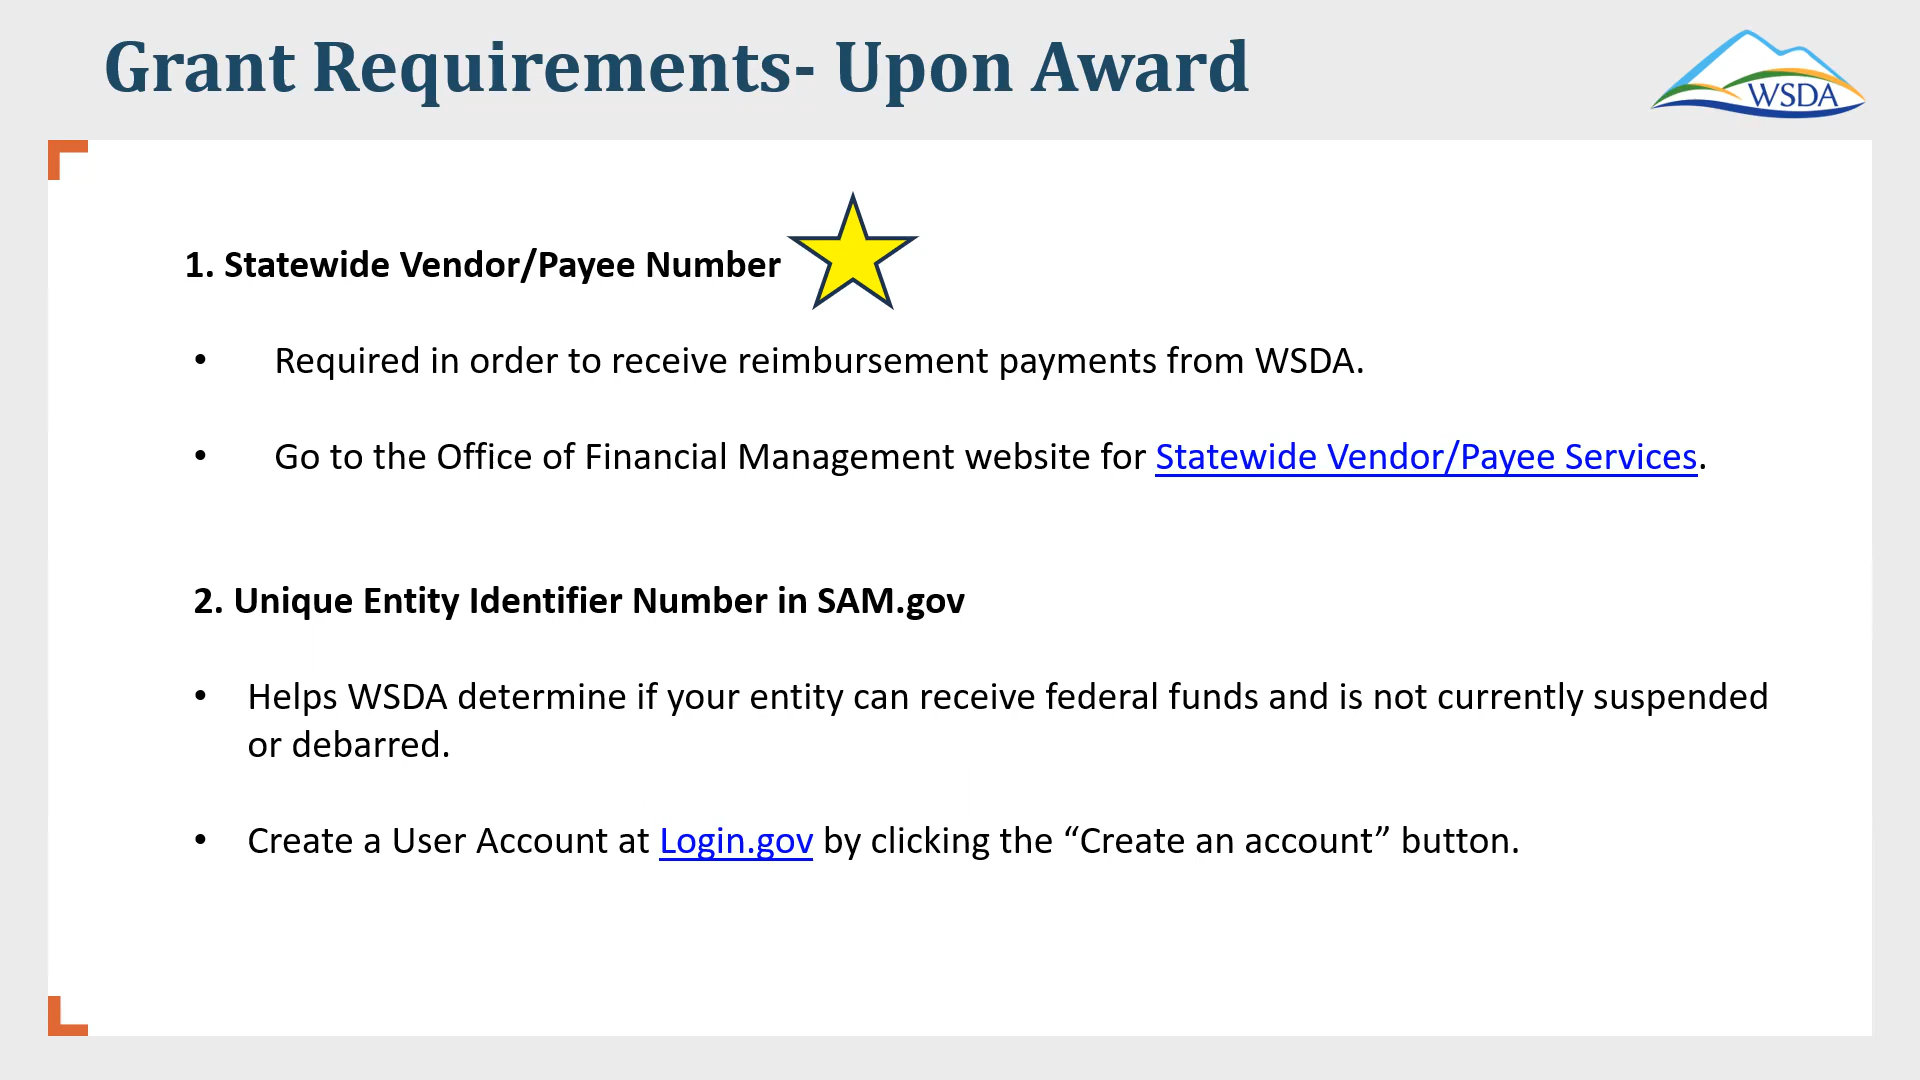 Grant Requirements- Upon Award
WSDA
1. Statewide Vendor/Payee Number
• Required in order to receive reimbursement payments from WSDA.
• Go to the Office of Financial Management website for Statewide Vendor/Payee Services.
2. Unique Entity Identifier Number in SAM.gov
• Helps WSDA determine if your entity can receive federal funds and is not currently suspended
or debarred.
• Create a User Account at Login.gov by clicking the “Create an account” button.